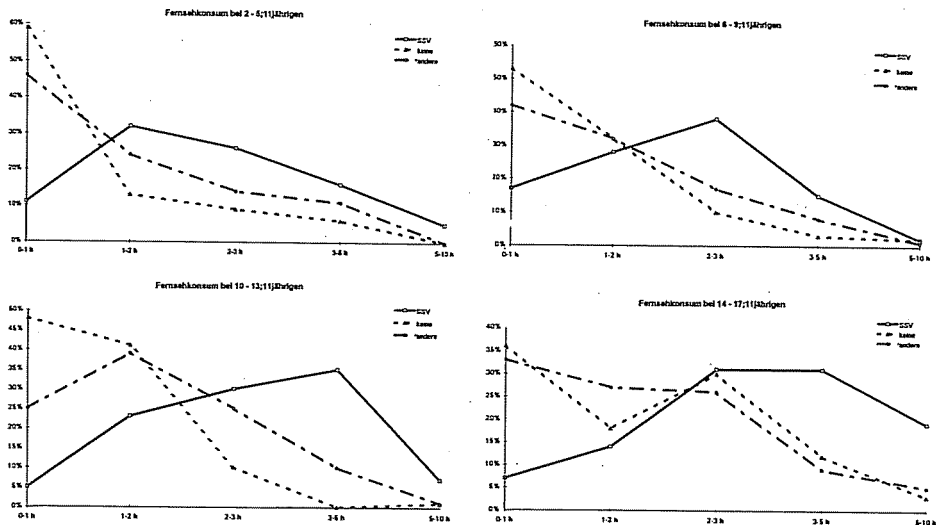 Fernsehkonsum bei 2 - 5;11jährigen
60%
50%
40%
30%
20%
10%
0%
0-1 h 1-2 h 2-3 h 3-5 h 5-10 h
SSV
keine
*andere
Fernsehkonsum bei 6 - 9;11jährigen
60%
50%
40%
30%
20%
10%
0%
0-1 h 1-2 h 2-3 h 3-5 h 5-10 h
SSV
keine
*andere
Fernsehkonsum bei 10 - 13;11jährigen
50%
45%
40%
35%
30%
25%
20%
15%
10%
5%
0%
0-1 h 1-2 h 2-3 h 3-5 h 5-10 h
SSV
keine
*andere
Fernsehkonsum bei 14 - 17;11jährigen
40%
35%
30%
25%
20%
15%
10%
5%
0%
0-1 h 1-2 h 2-3 h 3-5 h 5-10 h
SSV
keine
*andere